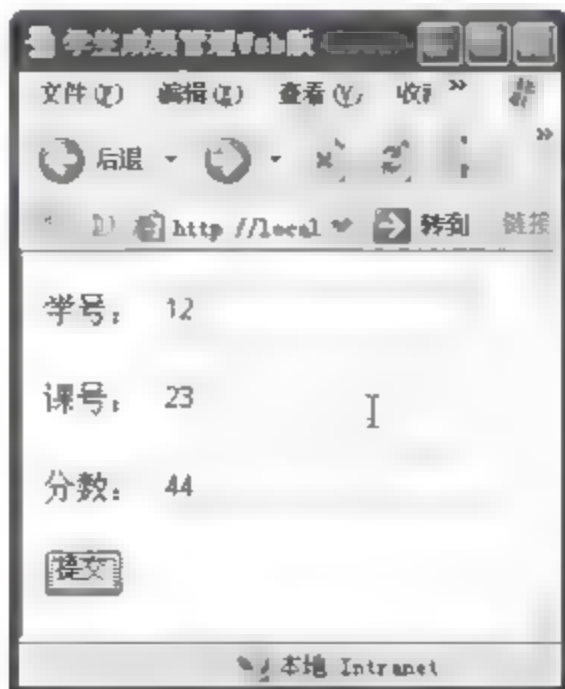 学生成绩管理Web版
文件(F) 编辑(E) 查看(V) 收 »
后退 »
D) http //local 转到 链接
学号： 12
课号： 23
分数： 44
提交
本地 Intranet